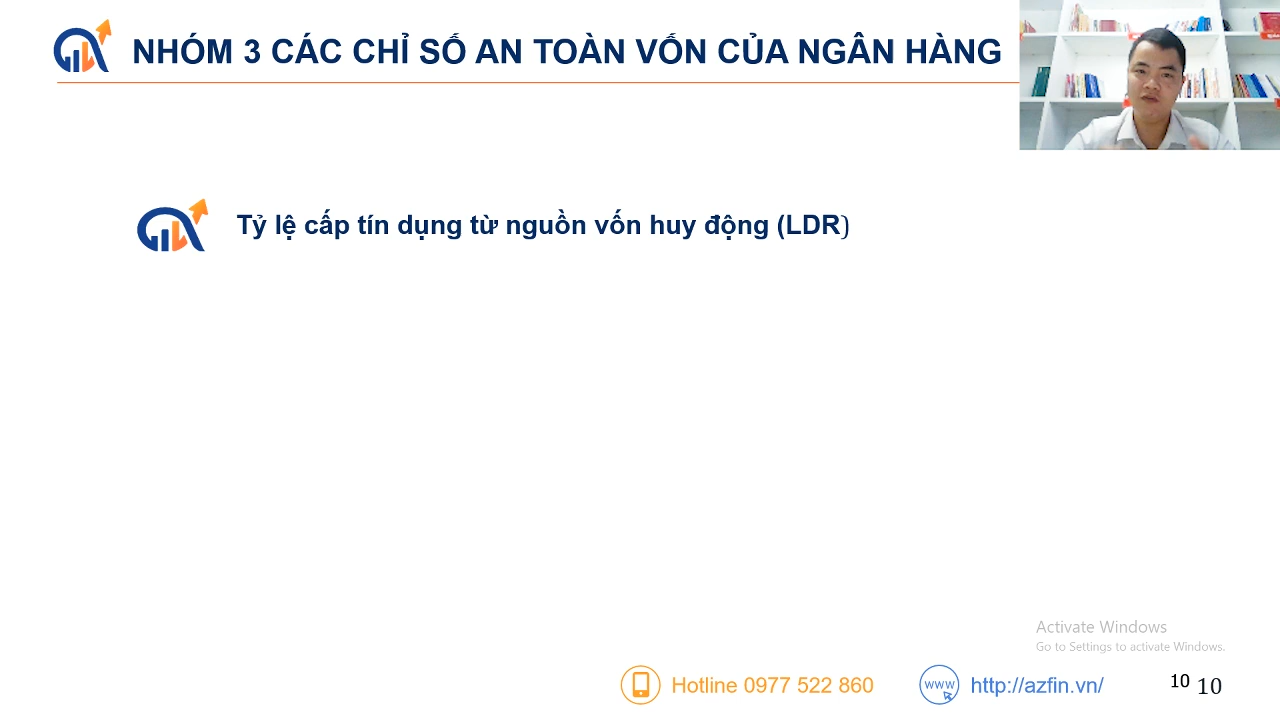 NHÓM 3 CÁC CHỈ SỐ AN TOÀN VỐN CỦA NGÂN HÀNG
Tỷ lệ cấp tín dụng từ nguồn vốn huy động (LDR)
Activate Windows
Go to Settings to activate Windows.
Hotline 0977 522 860
www
http://azfin.vn/
10 10